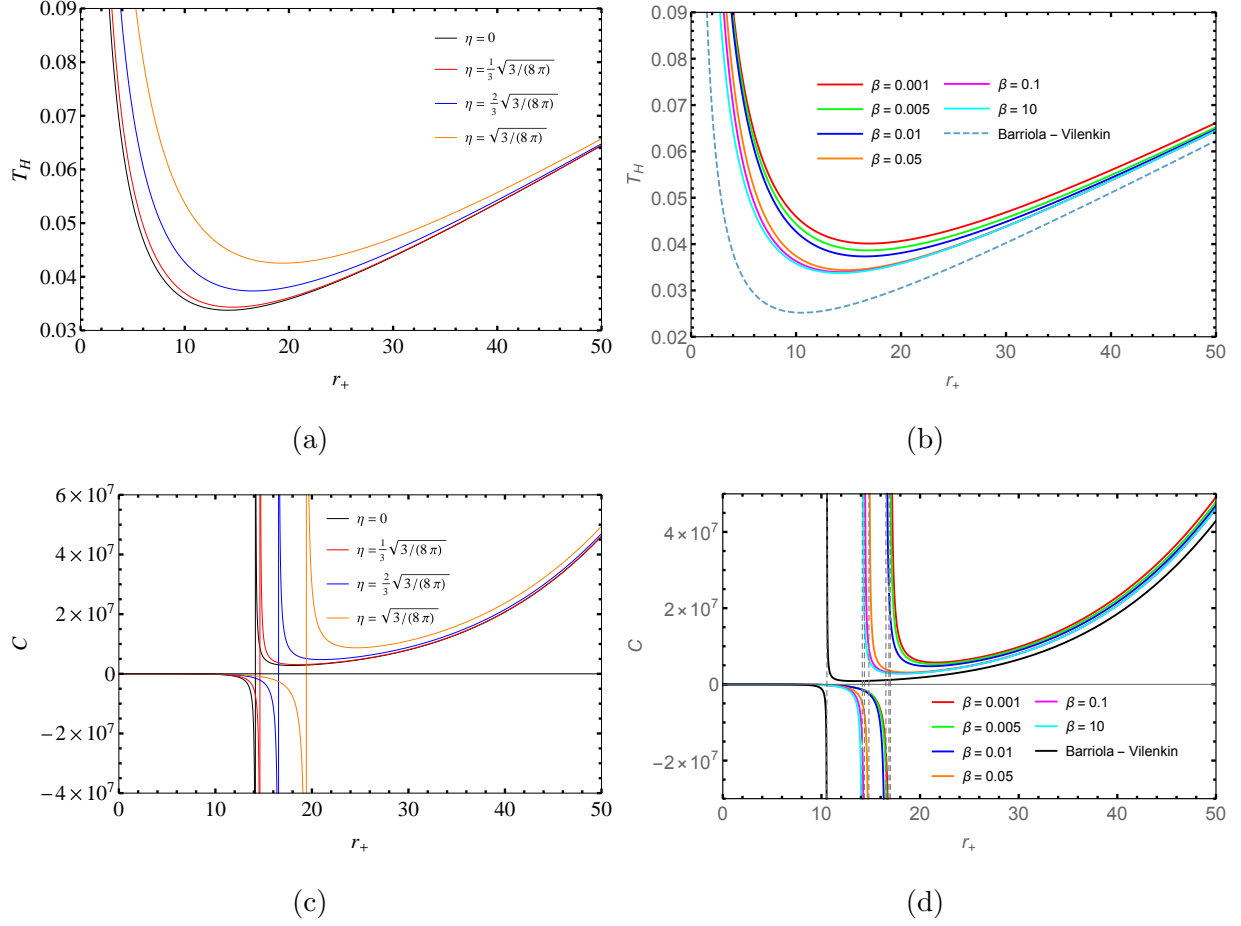 0.09
0.08
0.07
0.06
0.05
0.04
0.03
T_H
0 10 20 30 40 50
r_+
η = 0
η = 1/3 √3/(8π)
η = 2/3 √3/(8π)
η = √3/(8π)
(a)
0.09
0.08
0.07
0.06
0.05
0.04
0.03
0.02
T_H
0 10 20 30 40 50
r_+
β = 0.001 β = 0.1
β = 0.005 β = 10
β = 0.01 Barriola – Vilenkin
β = 0.05
(b)
6×10^7
4×10^7
2×10^7
0
−2×10^7
−4×10^7
C
0 10 20 30 40 50
r_+
η = 0
η = 1/3 √3/(8π)
η = 2/3 √3/(8π)
η = √3/(8π)
(c)
4×10^7
2×10^7
0
−2×10^7
C
0 10 20 30 40 50
r_+
β = 0.001 β = 0.1
β = 0.005 β = 10
β = 0.01 Barriola – Vilenkin
β = 0.05
(d)